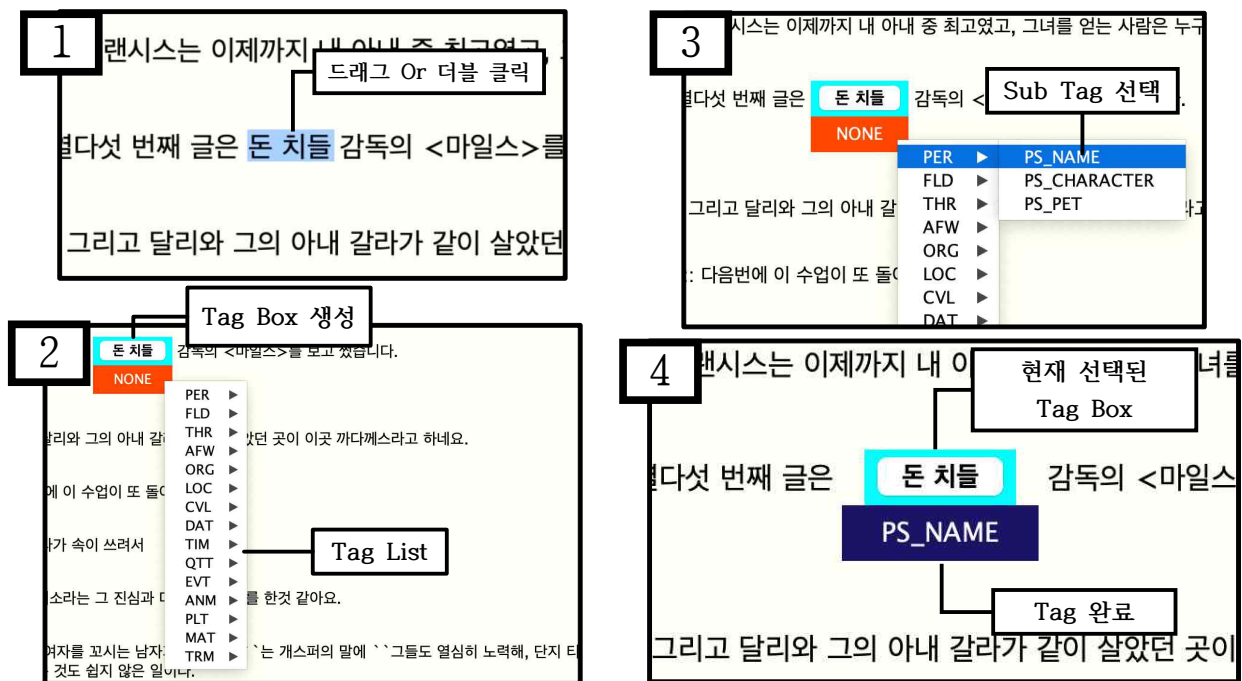 1
랜시스는 이제까지 내 아내 중 최고였고,
드래그 Or 더블 클릭
열다섯 번째 글은 돈 치들 감독의 <마일스>를
그리고 달리와 그의 아내 갈라가 같이 살았던
2
Tag Box 생성
돈 치들 감독의 <마일스>를 보고 썼습니다.
NONE
PER
FLD
THR
달리와 그의 아내 갈 았던 곳이 이곳 까다께스라고 하네요.
AFW
ORG
에 이 수업이 또 돌아
LOC
CVL
DAT
가 속이 쓰려서
TIM
Tag List
QTT
EVT
소라는 그 진심과 를 한것 같아요.
ANM
PLT
MAT
여자를 꼬시는 남자 `는 개스퍼의 말에 ``그들도 열심히 노력해, 단지 티
TRM
것도 쉽지 않은 일이다.
3
시스는 이제까지 내 아내 중 최고였고, 그녀를 얻는 사람은 누구
열다섯 번째 글은 돈 치들 감독의 <
Sub Tag 선택
NONE
PER PS_NAME
FLD PS_CHARACTER
THR PS_PET
그리고 달리와 그의 아내 갈
AFW
ORG
: 다음번에 이 수업이 또 돌아
LOC
CVL
DAT
4
랜시스는 이제까지 내 아 녀를
현재 선택된
Tag Box
열다섯 번째 글은 돈 치들 감독의 <마일스
PS_NAME
Tag 완료
그리고 달리와 그의 아내 갈라가 같이 살았던 곳이